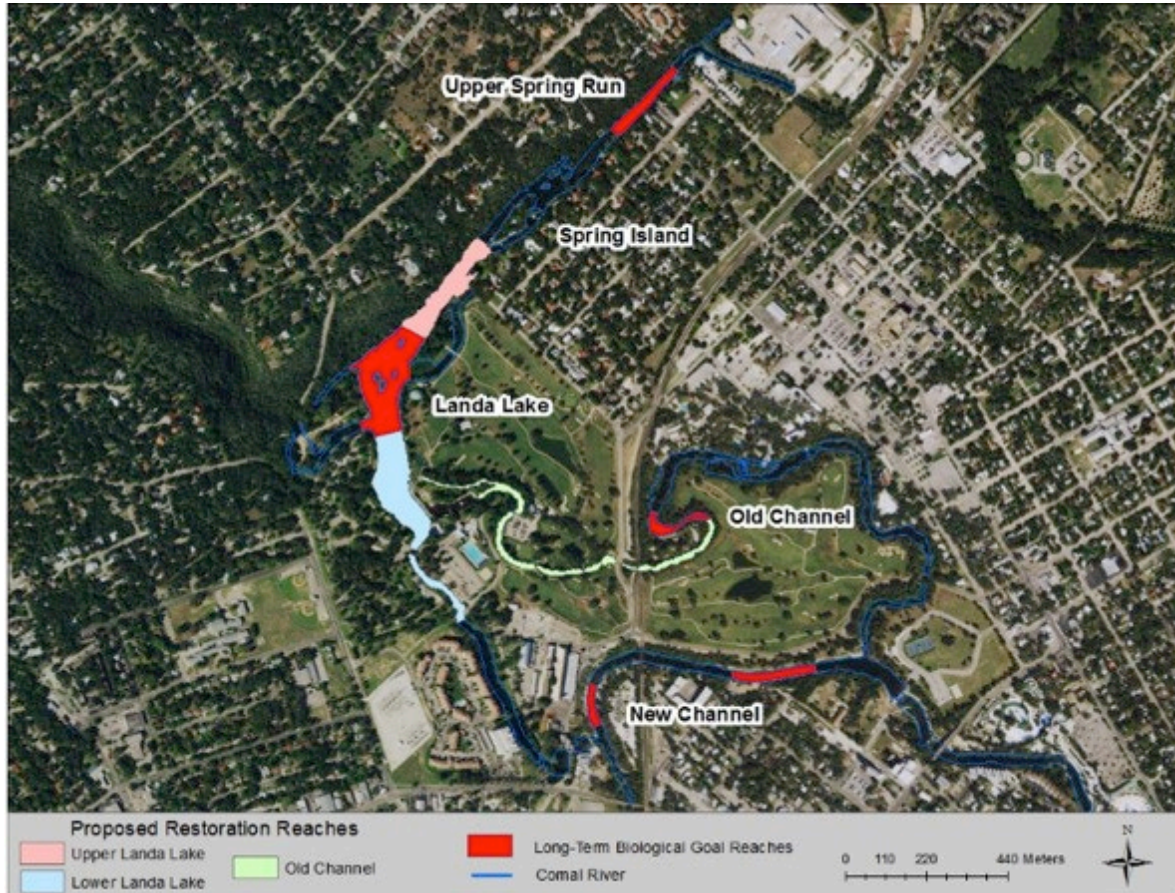 Upper Spring Run
Spring Island
Landa Lake
Old Channel
New Channel
Proposed Restoration Reaches
Upper Landa Lake
Lower Landa Lake
Old Channel
Long-Term Biological Goal Reaches
Comal River
0 110 220 440 Meters
N